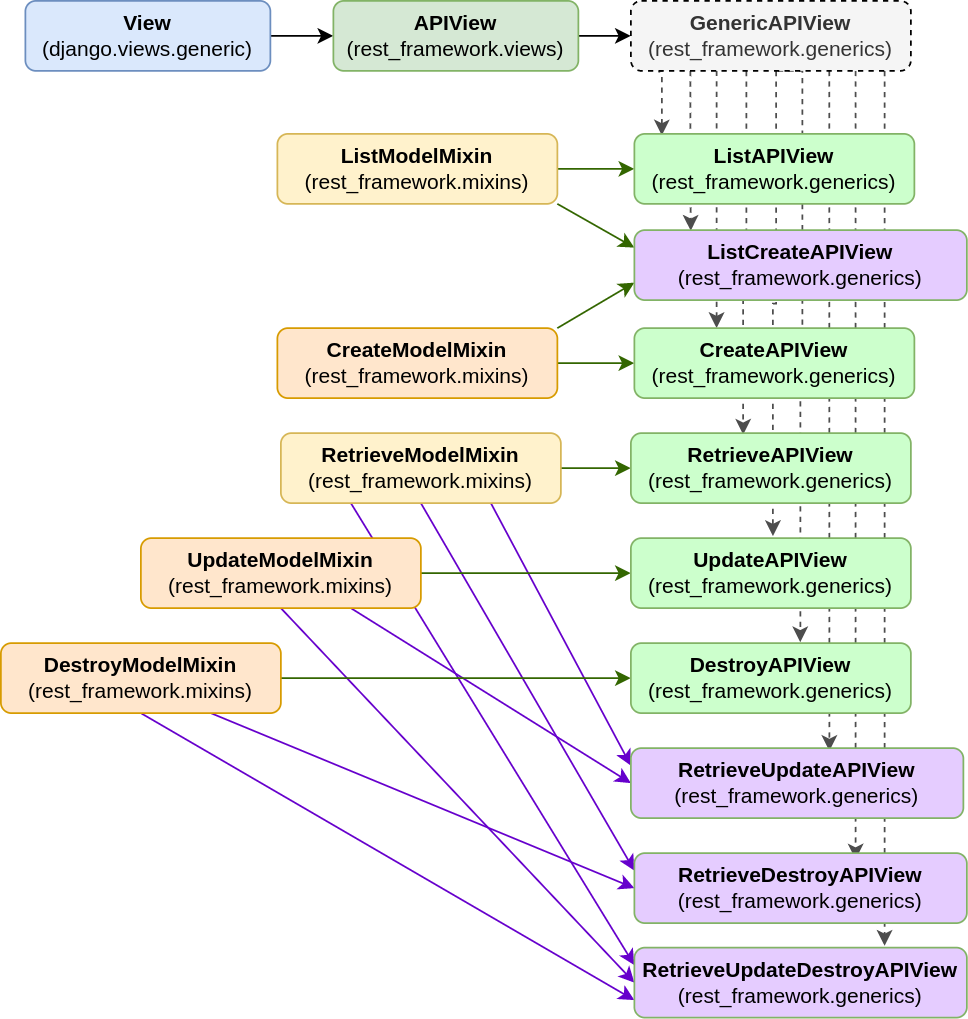 View
(django.views.generic)
APIView
(rest_framework.views)
GenericAPIView
(rest_framework.generics)
ListModelMixin
(rest_framework.mixins)
ListAPIView
(rest_framework.generics)
ListCreateAPIView
(rest_framework.generics)
CreateModelMixin
(rest_framework.mixins)
CreateAPIView
(rest_framework.generics)
RetrieveModelMixin
(rest_framework.mixins)
RetrieveAPIView
(rest_framework.generics)
UpdateModelMixin
(rest_framework.mixins)
UpdateAPIView
(rest_framework.generics)
DestroyModelMixin
(rest_framework.mixins)
DestroyAPIView
(rest_framework.generics)
RetrieveUpdateAPIView
(rest_framework.generics)
RetrieveDestroyAPIView
(rest_framework.generics)
RetrieveUpdateDestroyAPIView
(rest_framework.generics)